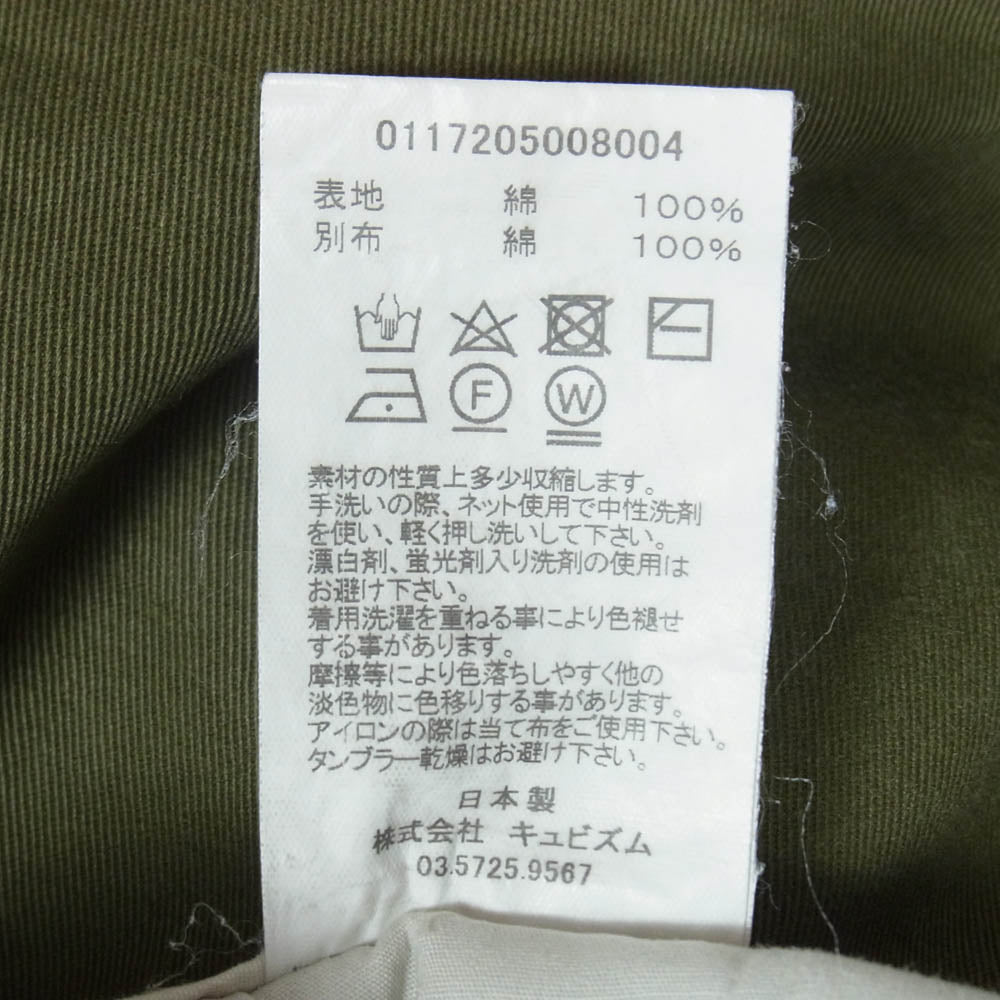 0117205008004
表地 綿 100%
別布 綿 100%
F W
素材の性質上多少収縮します。
手洗いの際、ネット使用で中性洗剤
を使い、軽く押し洗いして下さい。
漂白剤、蛍光剤入り洗剤の使用は
お避け下さい。
着用洗濯を重ねる事により色褪せ
する事があります。
摩擦等により色落ちしやすく他の
淡色物に色移りする事があります。
アイロンの際は当て布をご使用下さい。
タンブラー乾燥はお避け下さい。
日本製
株式会社 キュビズム
03.5725.9567